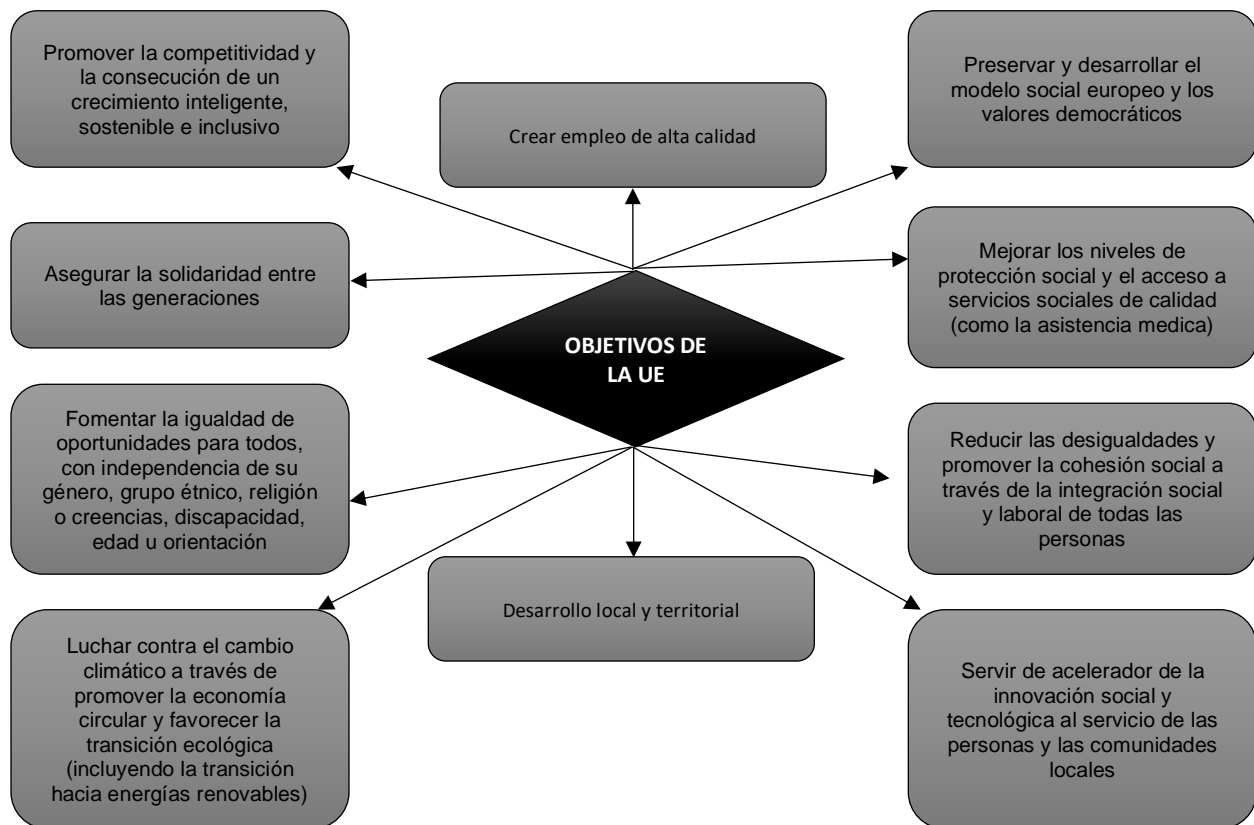 Promover la competitividad y
la consecución de un
crecimiento inteligente,
sostenible e inclusivo
Crear empleo de alta calidad
Preservar y desarrollar el
modelo social europeo y los
valores democráticos
Asegurar la solidaridad entre
las generaciones
Mejorar los niveles de
protección social y el acceso a
servicios sociales de calidad
(como la asistencia medica)
OBJETIVOS DE
LA UE
Fomentar la igualdad de
oportunidades para todos,
con independencia de su
género, grupo étnico, religión
o creencias, discapacidad,
edad u orientación
Reducir las desigualdades y
promover la cohesión social a
través de la integración social
y laboral de todas las
personas
Desarrollo local y territorial
Luchar contra el cambio
climático a través de
promover la economía
circular y favorecer la
transición ecológica
(incluyendo la transición
hacia energías renovables)
Servir de acelerador de la
innovación social y
tecnológica al servicio de las
personas y las comunidades
locales